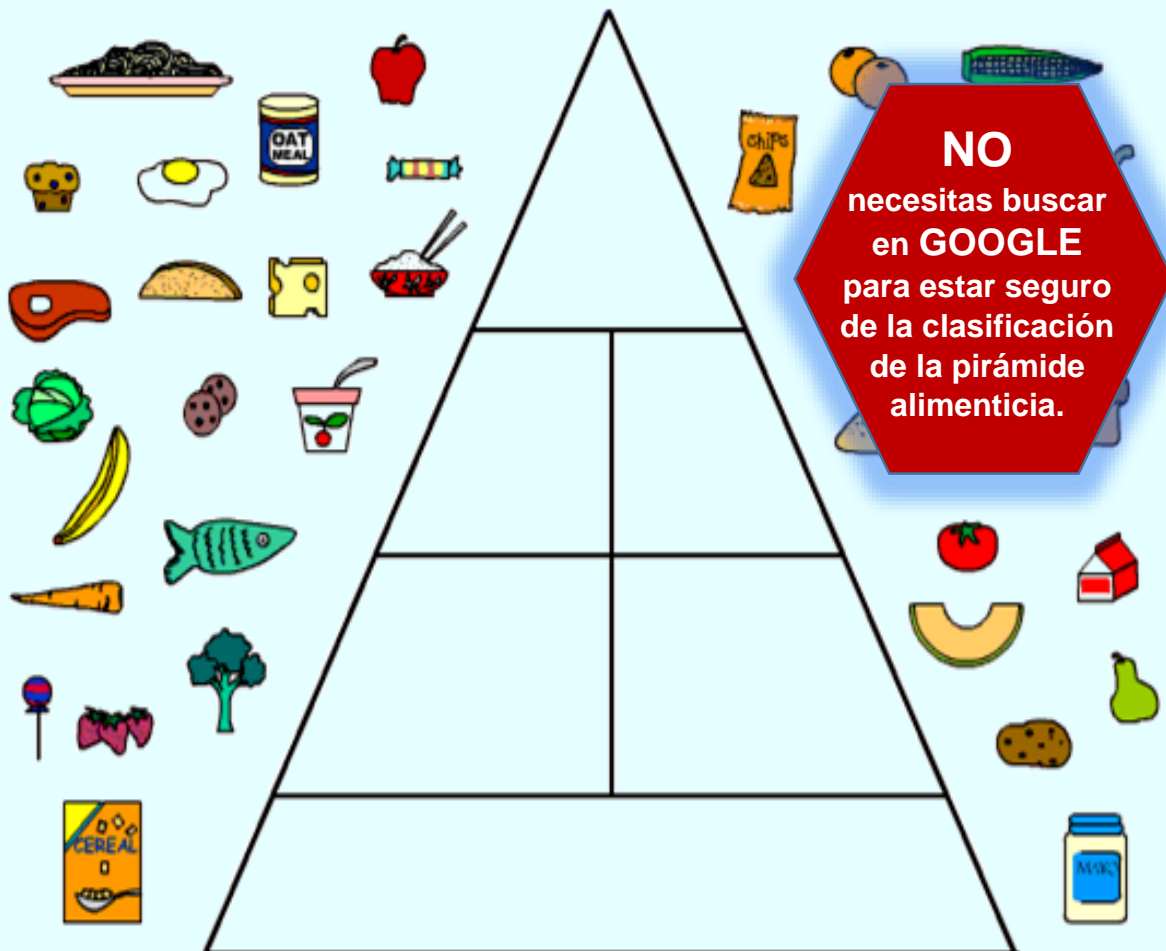 OAT
MEAL
chips
NO
necesitas buscar
en GOOGLE
para estar seguro
de la clasificación
de la pirámide
alimenticia.
CEREAL
MAYO